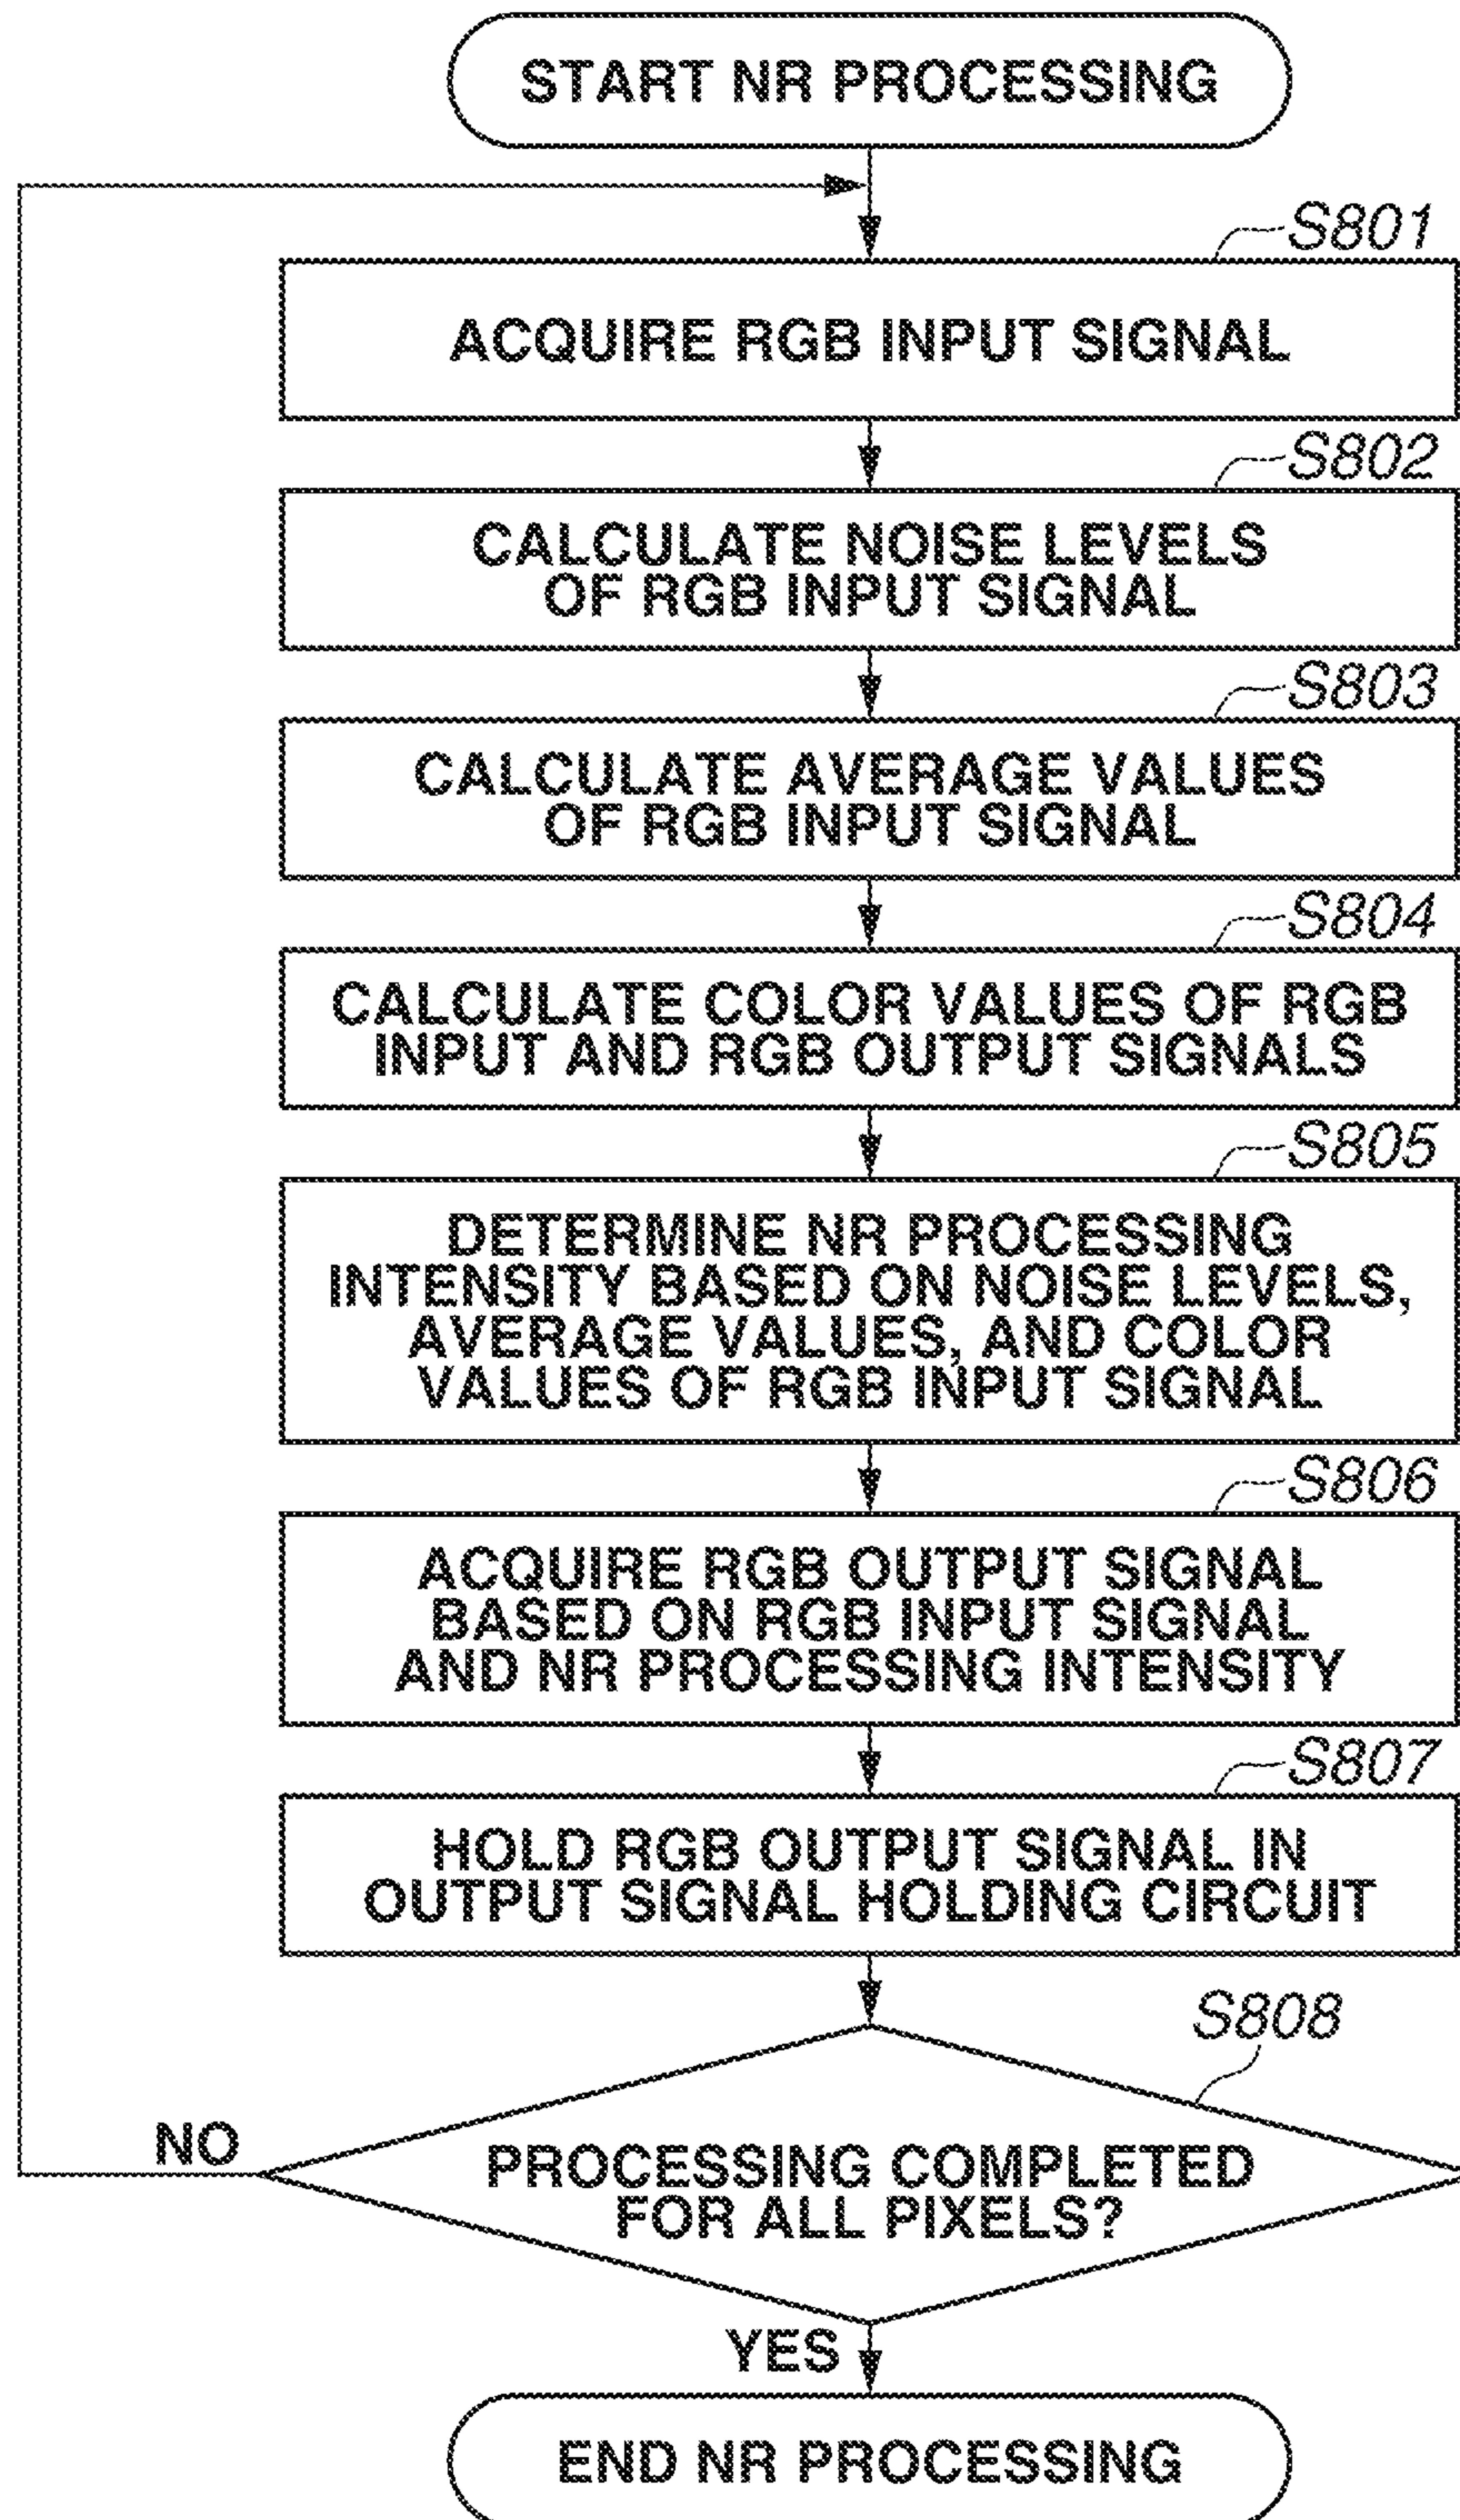 START NR PROCESSING
S801
ACQUIRE RGB INPUT SIGNAL
S802
CALCULATE NOISE LEVELS
OF RGB INPUT SIGNAL
S803
CALCULATE AVERAGE VALUES
OF RGB INPUT SIGNAL
S804
CALCULATE COLOR VALUES OF RGB
INPUT AND RGB OUTPUT SIGNALS
S805
DETERMINE NR PROCESSING
INTENSITY BASED ON NOISE LEVELS,
AVERAGE VALUES, AND COLOR
VALUES OF RGB INPUT SIGNAL
S806
ACQUIRE RGB OUTPUT SIGNAL
BASED ON RGB INPUT SIGNAL
AND NR PROCESSING INTENSITY
S807
HOLD RGB OUTPUT SIGNAL IN
OUTPUT SIGNAL HOLDING CIRCUIT
S808
NO
PROCESSING COMPLETED
FOR ALL PIXELS?
YES
END NR PROCESSING